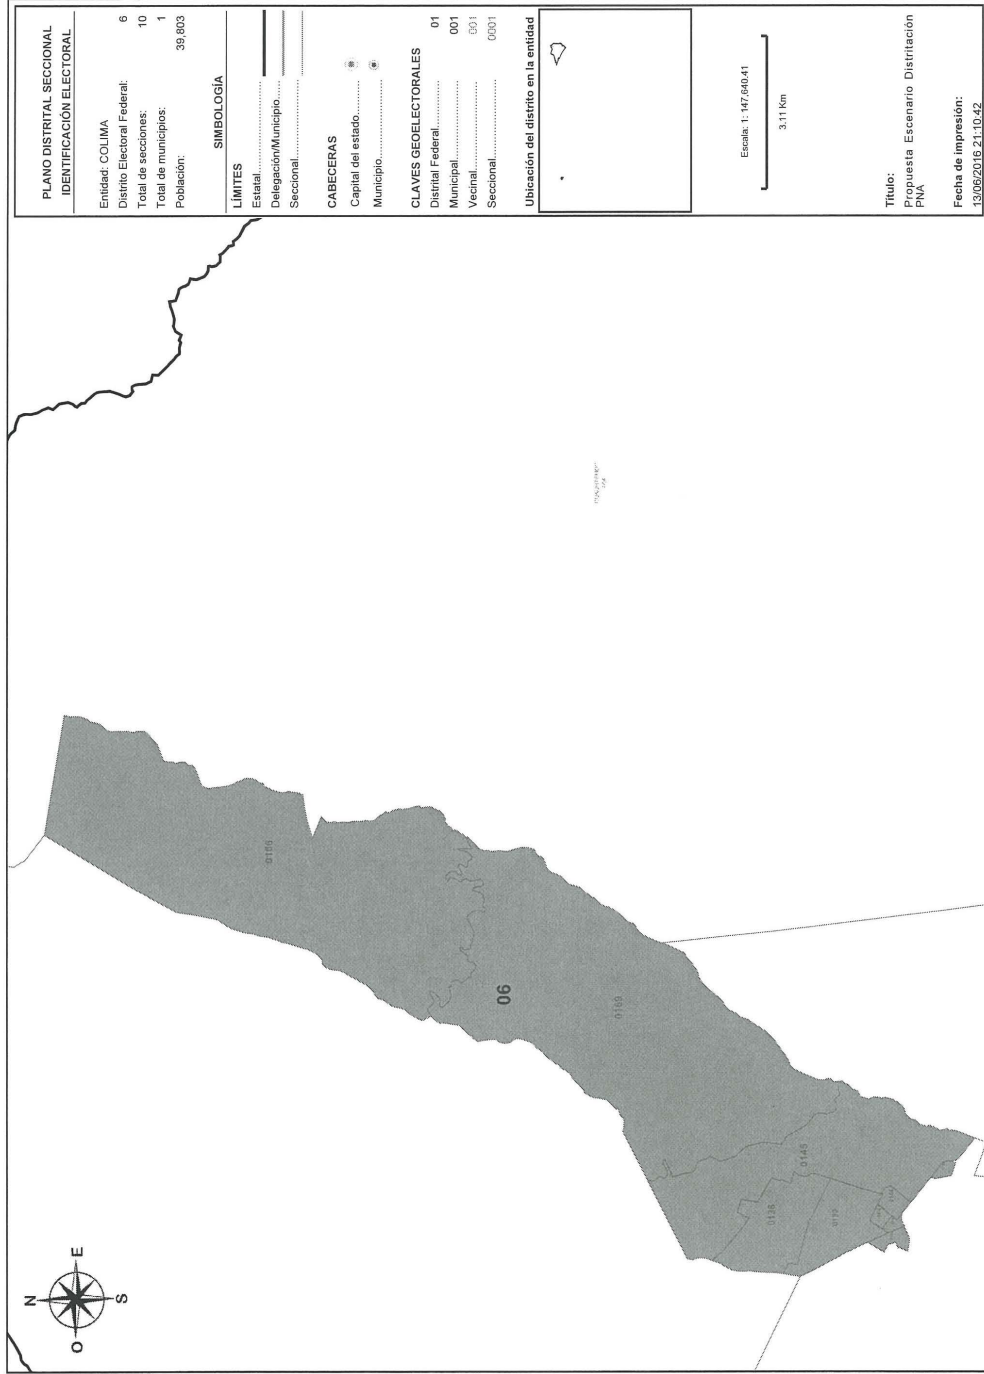 PLANO DISTRITAL SECCIONAL
IDENTIFICACIÓN ELECTORAL
Entidad: COLIMA
Distrito Electoral Federal: 6
Total de secciones: 10
Total de municipios: 1
Población: 39,803
SIMBOLOGÍA
LÍMITES
Estatal
Delegación/Municipio
Seccional
CABECERAS
Capital del estado
Municipio
CLAVES GEOELECTORALES
Distrital Federal 01
Municipal 001
Vecinal 001
Seccional 0001
Ubicación del distrito en la entidad
Escala: 1: 147,640.41
3.11 Km
Título:
Propuesta Escenario Distritación
PNA
Fecha de impresión:
13/06/2016 21:10:42
N
O
E
S
06
0169
0145